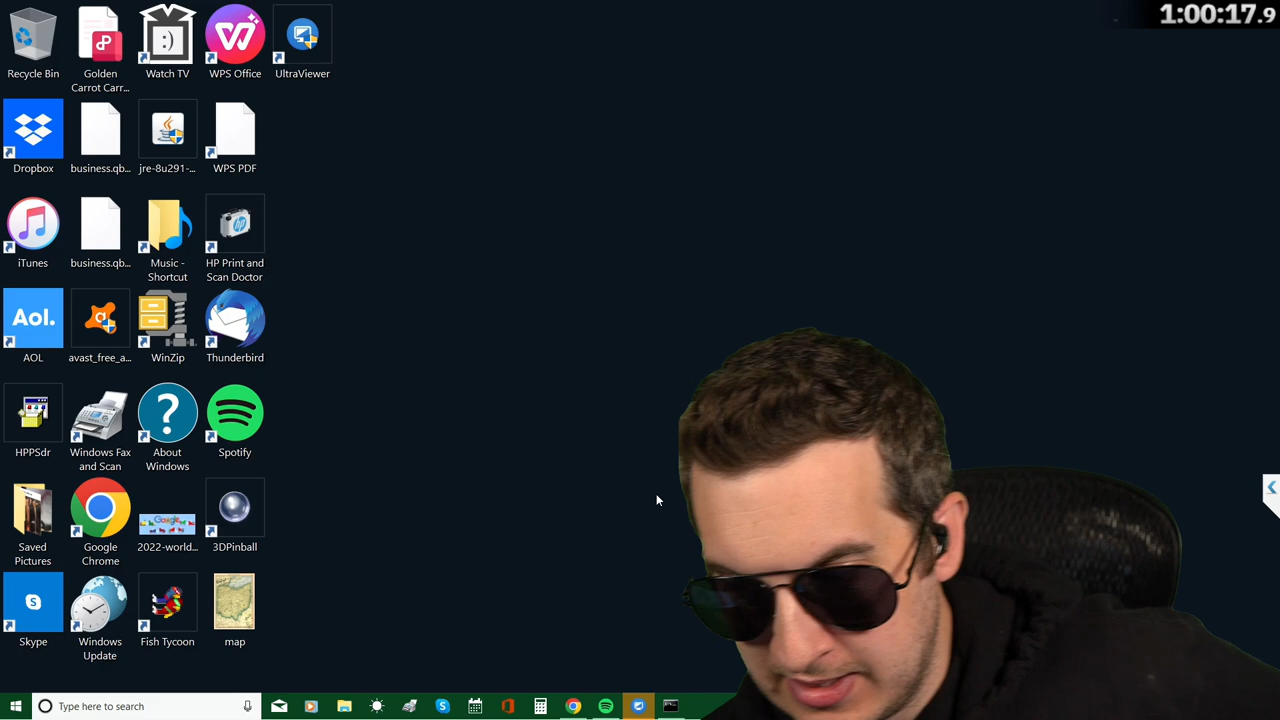 1:00:17.9
Recycle Bin
Golden
Carrot Carr...
:)
Watch TV
WPS Office
UltraViewer
Dropbox
business.qb...
jre-8u291-...
WPS PDF
iTunes
business.qb...
Music -
Shortcut
hp
HP Print and
Scan Doctor
Aol.
AOL
avast_free_a...
WinZip
Thunderbird
HPPSdr
Windows Fax
and Scan
?
About
Windows
Spotify
Saved
Pictures
Google
Chrome
Google
2022-world...
3DPinball
S
Skype
Windows
Update
Fish Tycoon
map
Type here to search